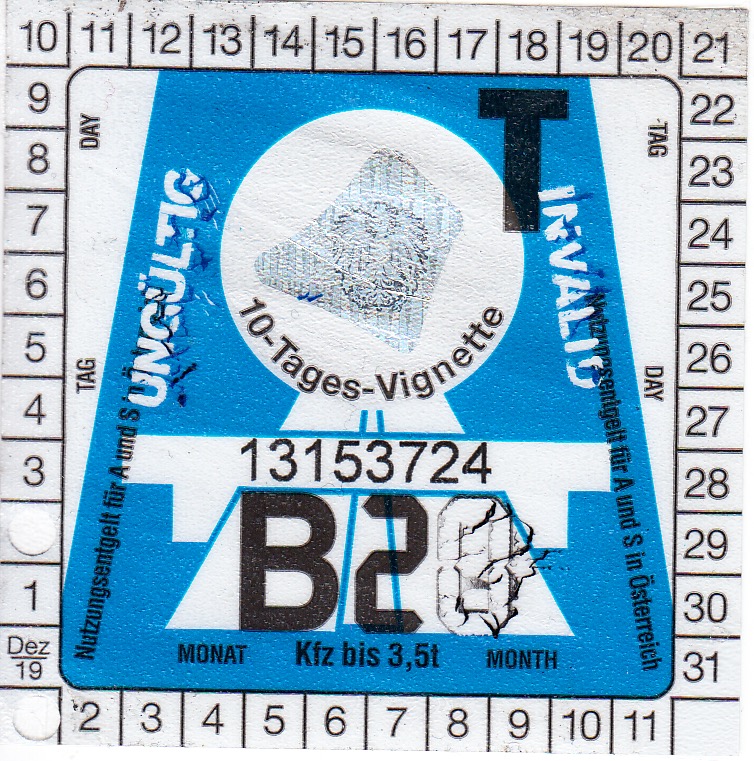 10 11 12 13 14 15 16 17 18 19 20 21
9
8
7
6
5
4
3
1
Dez
19
22
23
24
25
26
27
28
29
30
31
DAY
TAG
TAG
DAY
T
UNGÜLTIG
INVALID
10-Tages-Vignette
13153724
B28
Nutzungsentgelt für A und S in
Nutzungsentgelt für A und S in Österreich
MONAT Kfz bis 3,5t MONTH
2 3 4 5 6 7 8 9 10 11